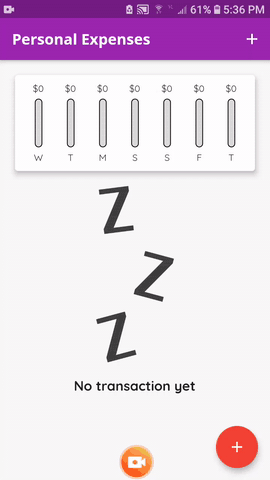 61% 5:36 PM
Personal Expenses +
$0 $0 $0 $0 $0 $0 $0
W T M S S F T
Z
Z
Z
No transaction yet
+